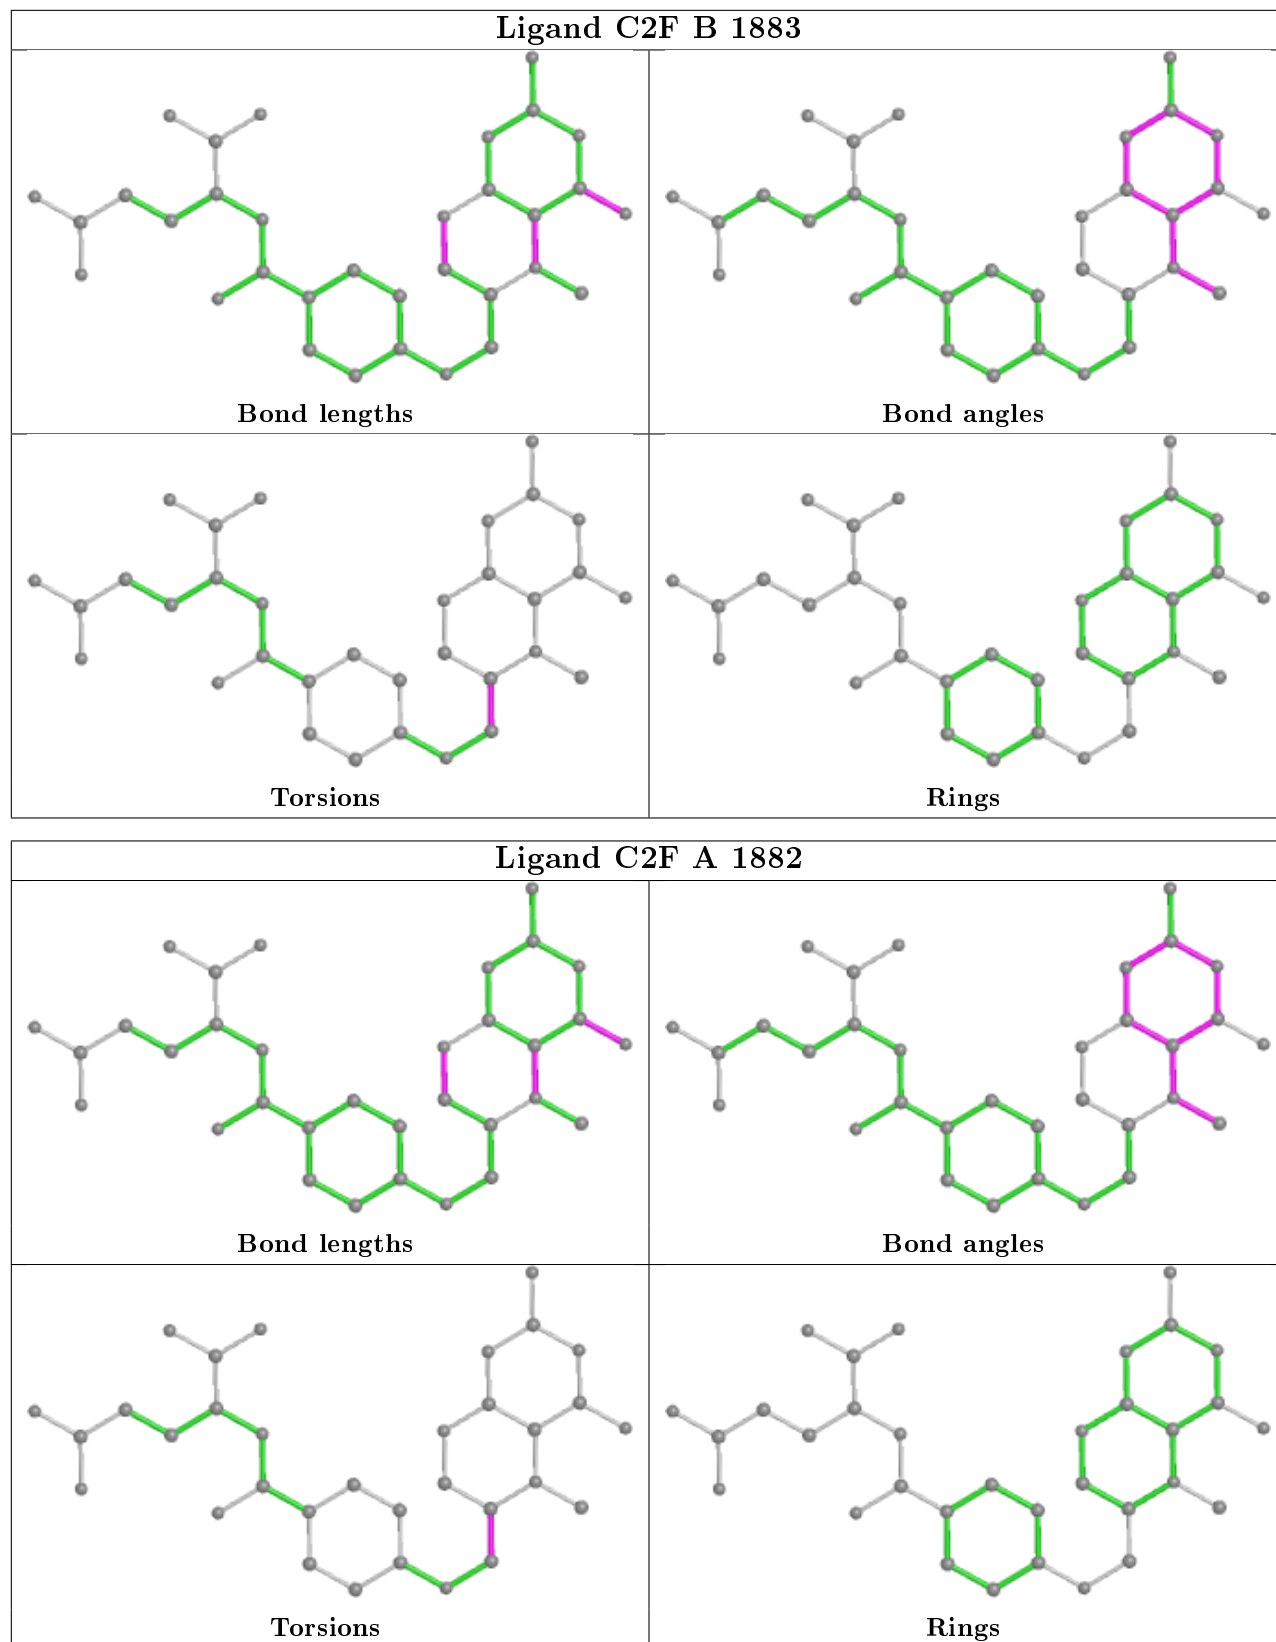 Ligand C2F B 1883
Bond lengths
Bond angles
Torsions
Rings
Ligand C2F A 1882
Bond lengths
Bond angles
Torsions
Rings